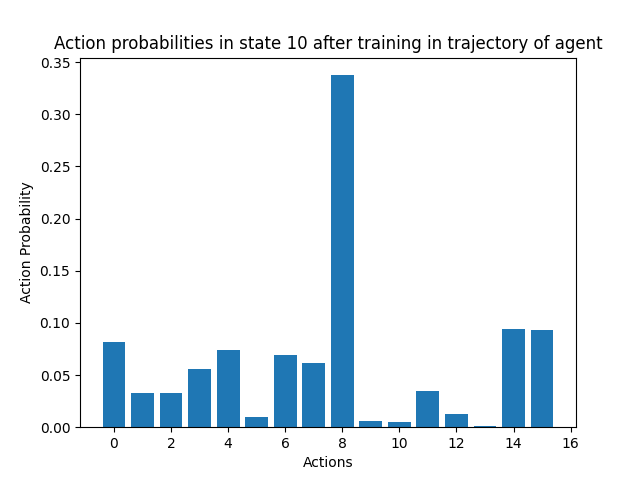 Action probabilities in state 10 after training in trajectory of agent
0.35
0.30
0.25
0.20
0.15
0.10
0.05
0.00
Action Probability
0 2 4 6 8 10 12 14 16
Actions